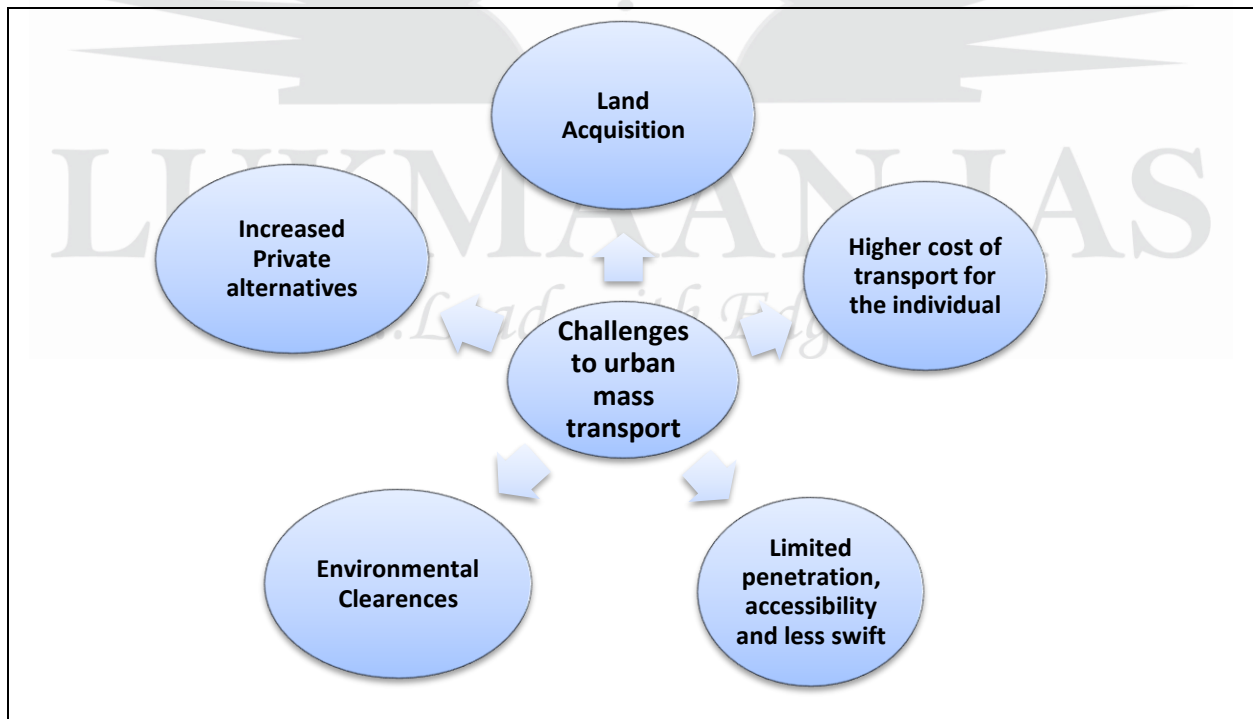 Land
Acquisition
LUKMAAN IAS
Increased
Private
alternatives
Higher cost of
transport for
the individual
Challenges
to urban
mass
transport
Environmental
Clearences
Limited
penetration,
accessibility
and less swift